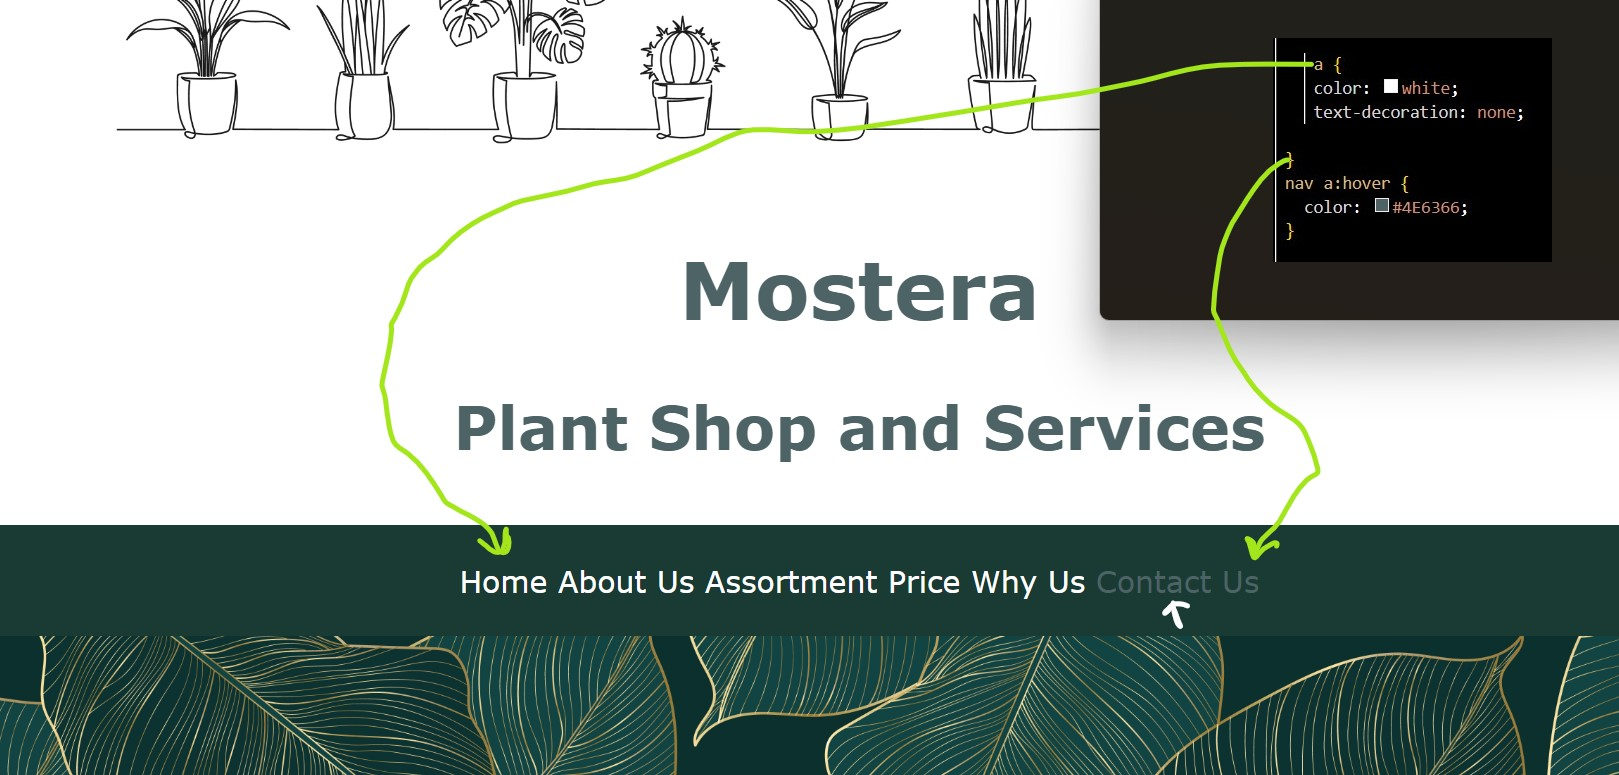 a {
color: white;
text-decoration: none;
}
nav a:hover {
color: #4E6366;
}
Mostera
Plant Shop and Services
Home About Us Assortment Price Why Us Contact Us